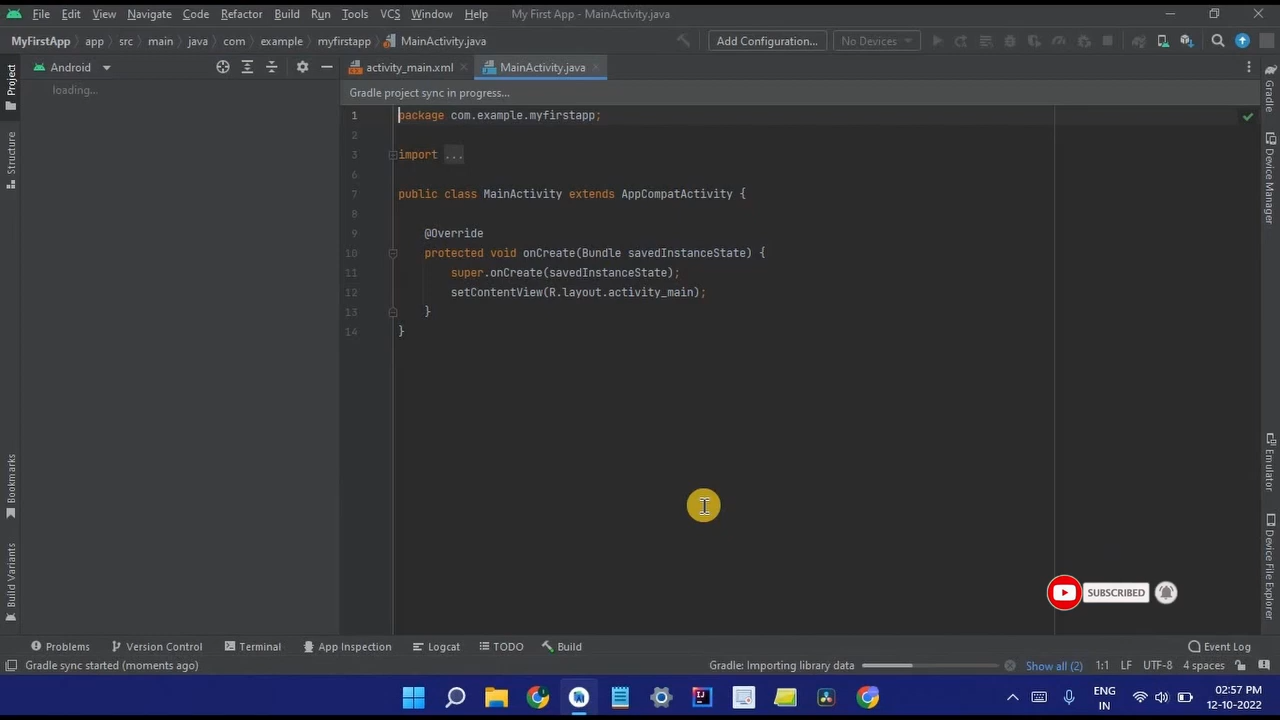 File Edit View Navigate Code Refactor Build Run Tools VCS Window Help My First App - MainActivity.java
MyFirstApp app src main java com example myfirstapp MainActivity.java Add Configuration... No Devices
Android activity_main.xml MainActivity.java
loading...
Gradle project sync in progress...
1 package com.example.myfirstapp;
2
3 import ...
6
7 public class MainActivity extends AppCompatActivity {
8
9 @Override
10 protected void onCreate(Bundle savedInstanceState) {
11 super.onCreate(savedInstanceState);
12 setContentView(R.layout.activity_main);
13 }
14 }
Project
Structure
Bookmarks
Build Variants
Gradle
Device Manager
Emulator
Device File Explorer
SUBSCRIBED
Problems Version Control Terminal App Inspection Logcat TODO Build Event Log
Gradle sync started (moments ago) Gradle: Importing library data Show all (2) 1:1 LF UTF-8 4 spaces
ENG
IN
02:57 PM
12-10-2022